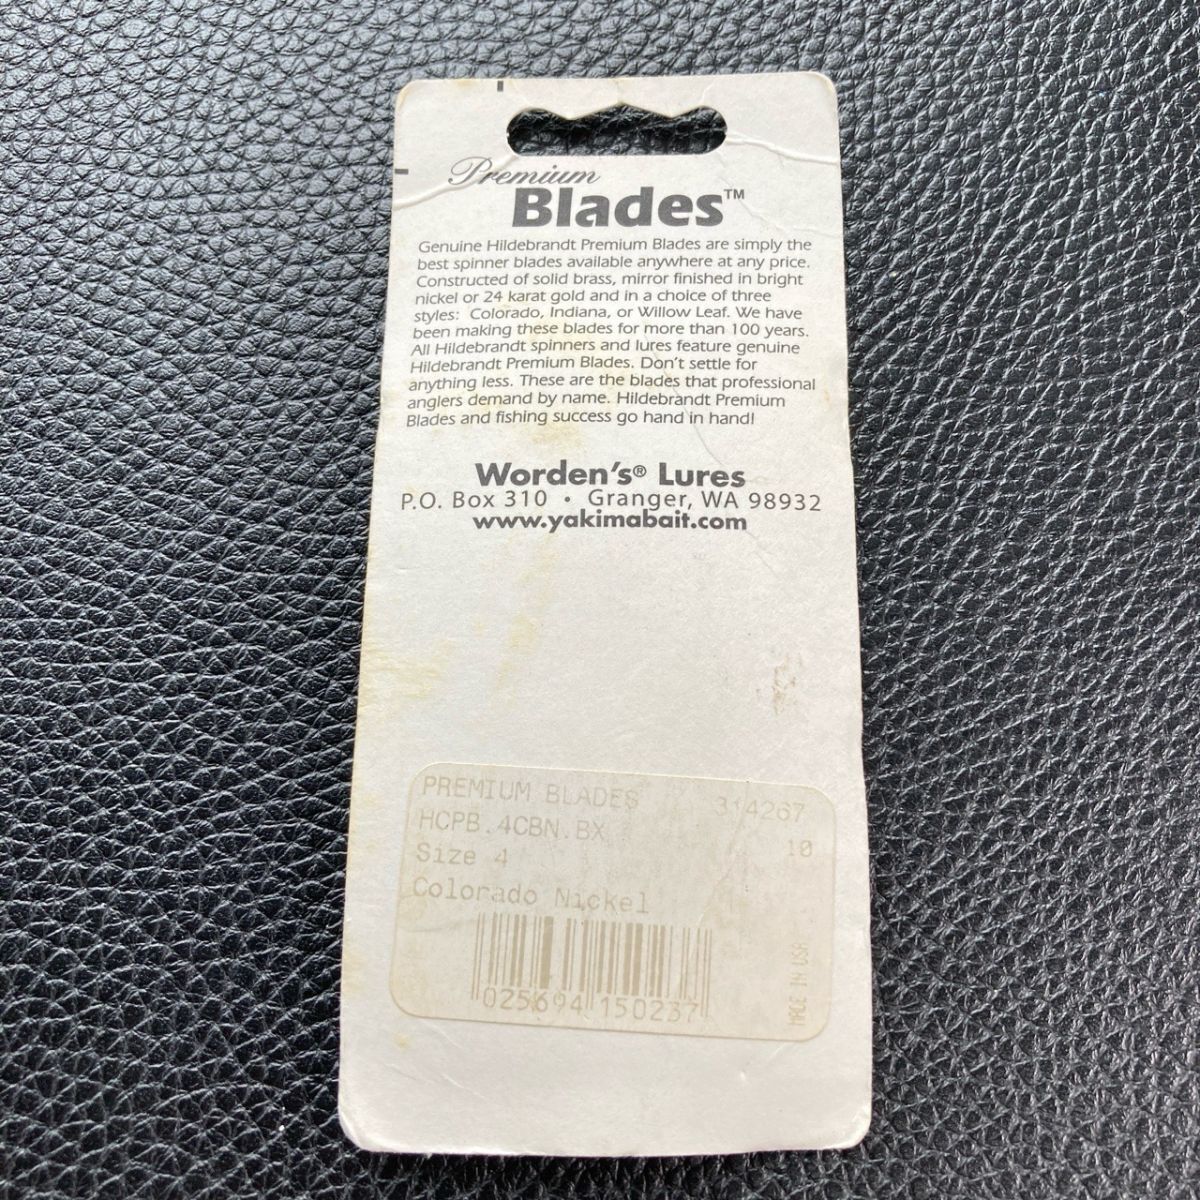 Premium
Blades™
Genuine Hildebrandt Premium Blades are simply the
best spinner blades available anywhere at any price.
Constructed of solid brass, mirror finished in bright
nickel or 24 karat gold and in a choice of three
styles: Colorado, Indiana, or Willow Leaf. We have
been making these blades for more than 100 years.
All Hildebrandt spinners and lures feature genuine
Hildebrandt Premium Blades. Don't settle for
anything less. These are the blades that professional
anglers demand by name. Hildebrandt Premium
Blades and fishing success go hand in hand!
Worden's® Lures
P.O. Box 310 • Granger, WA 98932
www.yakimabait.com
PREMIUM BLADES 314267
HCPB.4CBN.BX 10
Size 4
Colorado Nickel
025694 150237
MADE IN USA